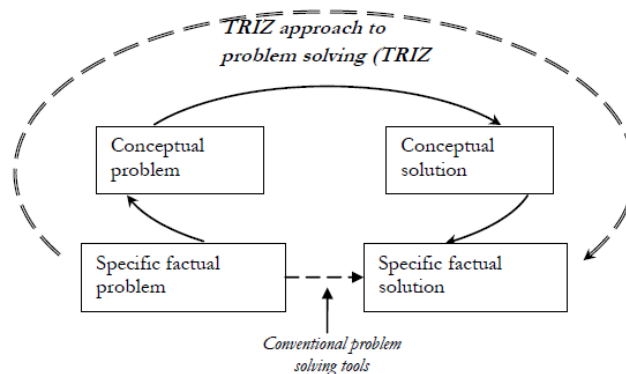 TRIZ approach to
problem solving (TRIZ
Conceptual
problem
Conceptual
solution
Specific factual
problem
Specific factual
solution
Conventional problem
solving tools